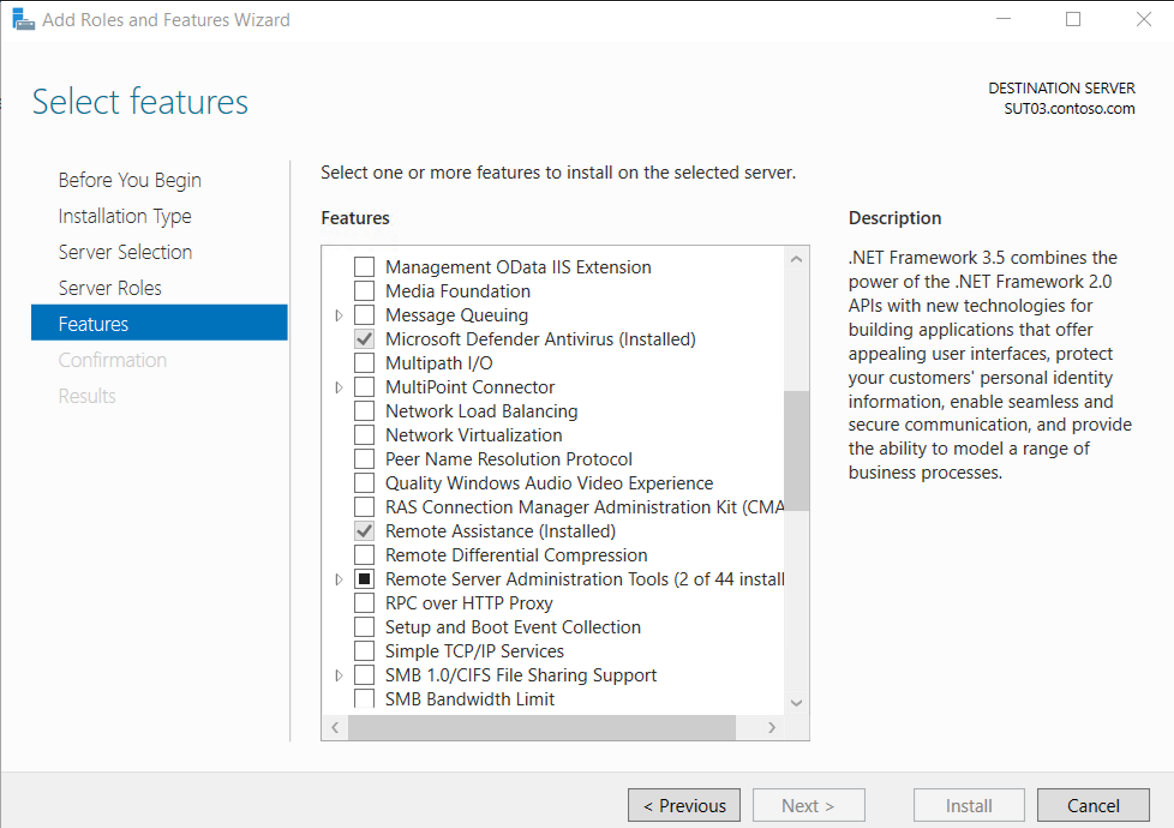 Add Roles and Features Wizard
Select features
DESTINATION SERVER
SUT03.contoso.com
Before You Begin
Installation Type
Server Selection
Server Roles
Features
Confirmation
Results
Select one or more features to install on the selected server.
Features
Management OData IIS Extension
Media Foundation
Message Queuing
Microsoft Defender Antivirus (Installed)
Multipath I/O
MultiPoint Connector
Network Load Balancing
Network Virtualization
Peer Name Resolution Protocol
Quality Windows Audio Video Experience
RAS Connection Manager Administration Kit (CMA
Remote Assistance (Installed)
Remote Differential Compression
Remote Server Administration Tools (2 of 44 install
RPC over HTTP Proxy
Setup and Boot Event Collection
Simple TCP/IP Services
SMB 1.0/CIFS File Sharing Support
SMB Bandwidth Limit
Description
.NET Framework 3.5 combines the
power of the .NET Framework 2.0
APIs with new technologies for
building applications that offer
appealing user interfaces, protect
your customers' personal identity
information, enable seamless and
secure communication, and provide
the ability to model a range of
business processes.
< Previous
Next >
Install
Cancel